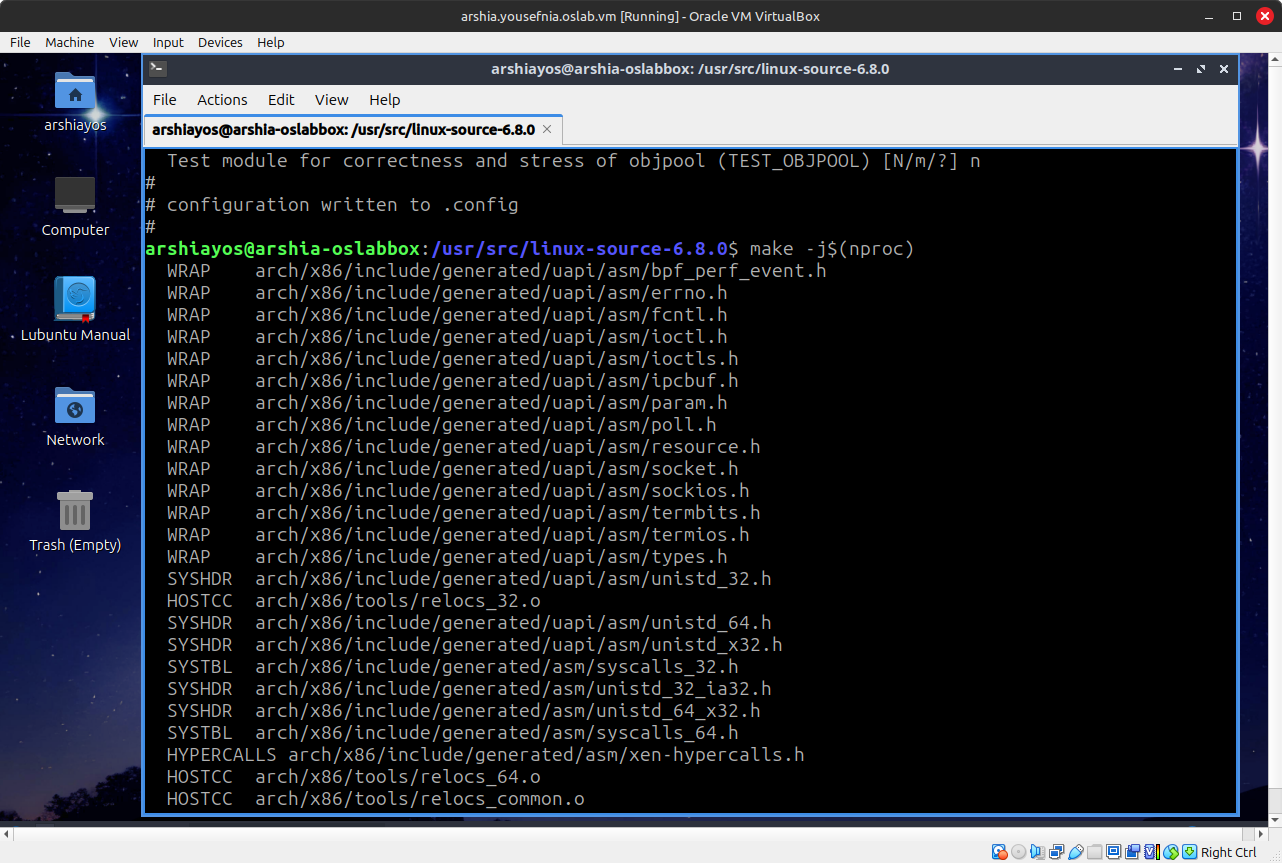 arshia.yousefnia.oslab.vm [Running] - Oracle VM VirtualBox
File Machine View Input Devices Help
arshiayos@arshia-oslabbox: /usr/src/linux-source-6.8.0
File Actions Edit View Help
arshiayos@arshia-oslabbox: /usr/src/linux-source-6.8.0
arshiayos
Computer
Lubuntu Manual
Network
Trash (Empty)
Test module for correctness and stress of objpool (TEST_OBJPOOL) [N/m/?] n
#
# configuration written to .config
#
arshiayos@arshia-oslabbox:/usr/src/linux-source-6.8.0$ make -j$(nproc)
WRAP arch/x86/include/generated/uapi/asm/bpf_perf_event.h
WRAP arch/x86/include/generated/uapi/asm/errno.h
WRAP arch/x86/include/generated/uapi/asm/fcntl.h
WRAP arch/x86/include/generated/uapi/asm/ioctl.h
WRAP arch/x86/include/generated/uapi/asm/ioctls.h
WRAP arch/x86/include/generated/uapi/asm/ipcbuf.h
WRAP arch/x86/include/generated/uapi/asm/param.h
WRAP arch/x86/include/generated/uapi/asm/poll.h
WRAP arch/x86/include/generated/uapi/asm/resource.h
WRAP arch/x86/include/generated/uapi/asm/socket.h
WRAP arch/x86/include/generated/uapi/asm/sockios.h
WRAP arch/x86/include/generated/uapi/asm/termbits.h
WRAP arch/x86/include/generated/uapi/asm/termios.h
WRAP arch/x86/include/generated/uapi/asm/types.h
SYSHDR arch/x86/include/generated/uapi/asm/unistd_32.h
HOSTCC arch/x86/tools/relocs_32.o
SYSHDR arch/x86/include/generated/uapi/asm/unistd_64.h
SYSHDR arch/x86/include/generated/uapi/asm/unistd_x32.h
SYSTBL arch/x86/include/generated/asm/syscalls_32.h
SYSHDR arch/x86/include/generated/asm/unistd_32_ia32.h
SYSHDR arch/x86/include/generated/asm/unistd_64_x32.h
SYSTBL arch/x86/include/generated/asm/syscalls_64.h
HYPERCALLS arch/x86/include/generated/asm/xen-hypercalls.h
HOSTCC arch/x86/tools/relocs_64.o
HOSTCC arch/x86/tools/relocs_common.o
Right Ctrl